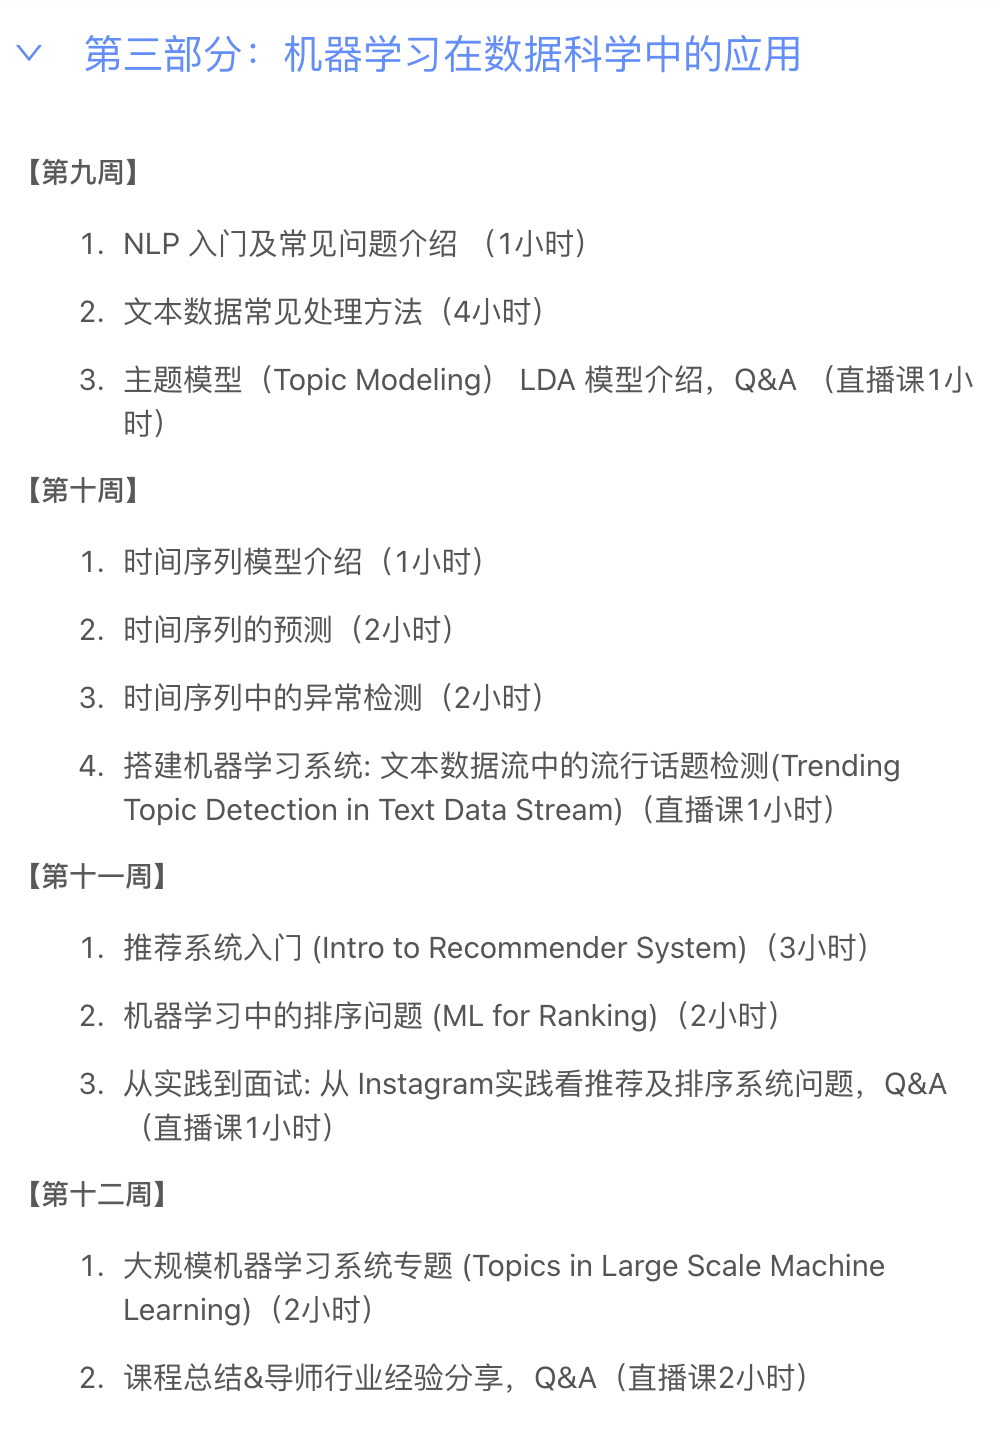 第三部分：机器学习在数据科学中的应用
【第九周】
1. NLP 入门及常见问题介绍 （1小时）
2. 文本数据常见处理方法（4小时）
3. 主题模型（Topic Modeling） LDA 模型介绍，Q&A （直播课1小
时）
【第十周】
1. 时间序列模型介绍（1小时）
2. 时间序列的预测（2小时）
3. 时间序列中的异常检测（2小时）
4. 搭建机器学习系统: 文本数据流中的流行话题检测(Trending
Topic Detection in Text Data Stream)（直播课1小时）
【第十一周】
1. 推荐系统入门 (Intro to Recommender System)（3小时）
2. 机器学习中的排序问题 (ML for Ranking)（2小时）
3. 从实践到面试: 从 Instagram实践看推荐及排序系统问题，Q&A
（直播课1小时）
【第十二周】
1. 大规模机器学习系统专题 (Topics in Large Scale Machine
Learning)（2小时）
2. 课程总结&导师行业经验分享，Q&A（直播课2小时）